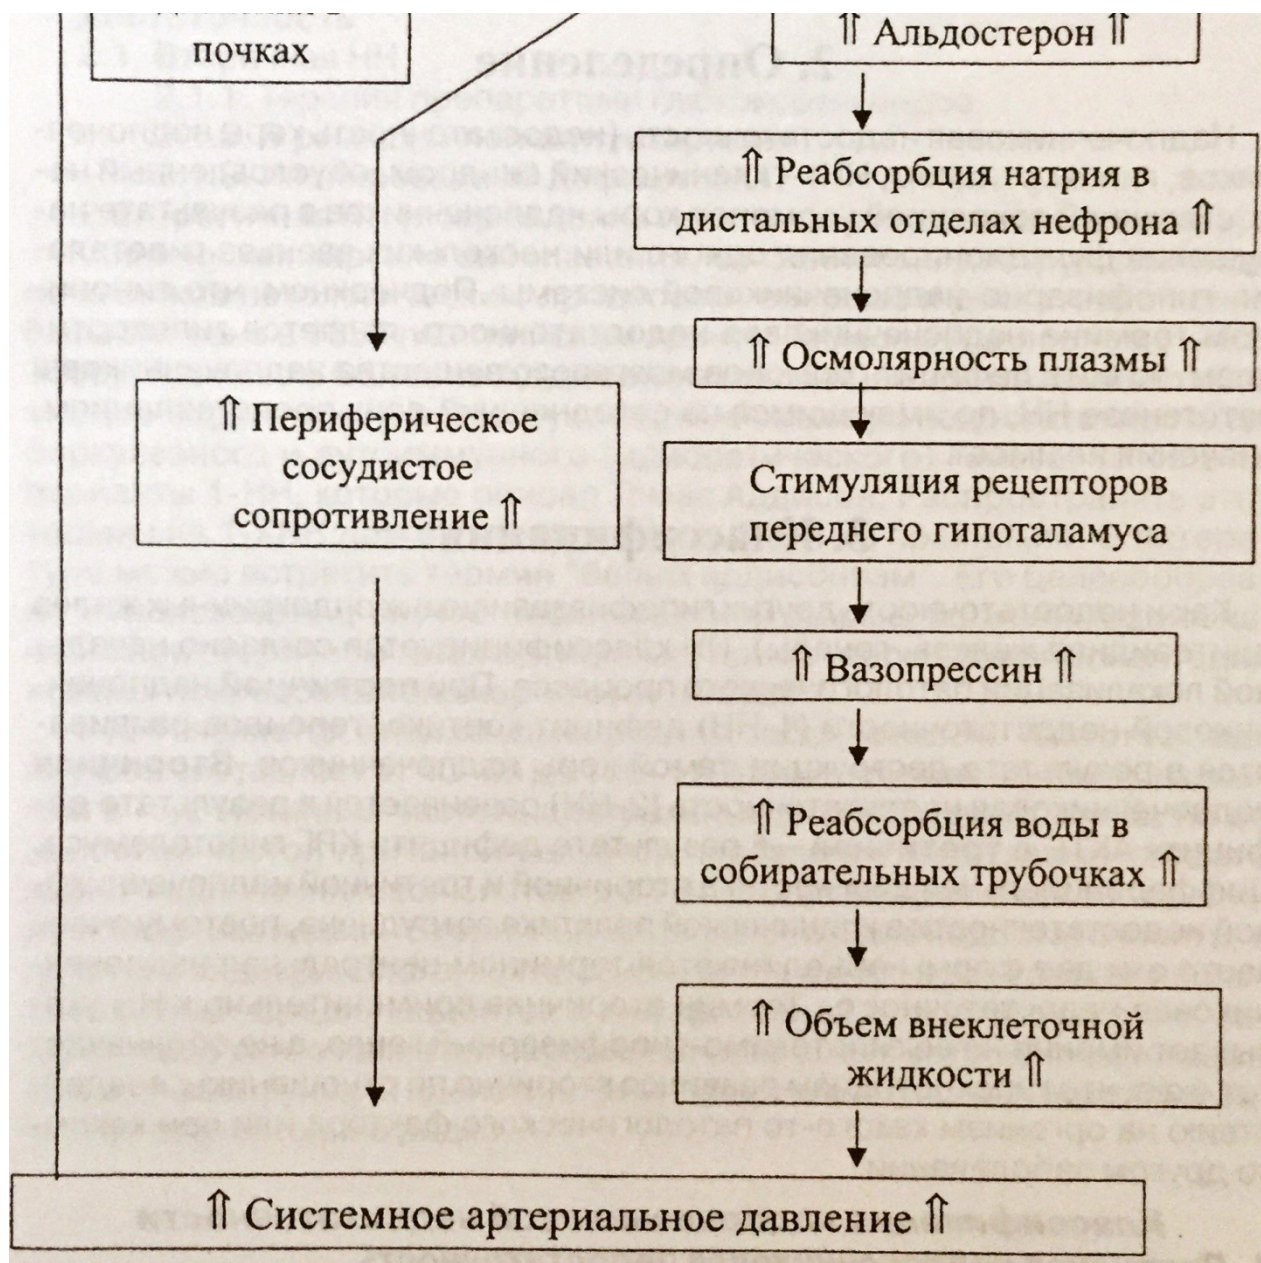 почках
⇑ Альдостерон ⇑
⇑ Реабсорбция натрия в
дистальных отделах нефрона ⇑
⇑ Осмолярность плазмы ⇑
⇑ Периферическое
сосудистое
сопротивление ⇑
Стимуляция рецепторов
переднего гипоталамуса
⇑ Вазопрессин ⇑
⇑ Реабсорбция воды в
собирательных трубочках ⇑
⇑ Объем внеклеточной
жидкости ⇑
⇑ Системное артериальное давление ⇑